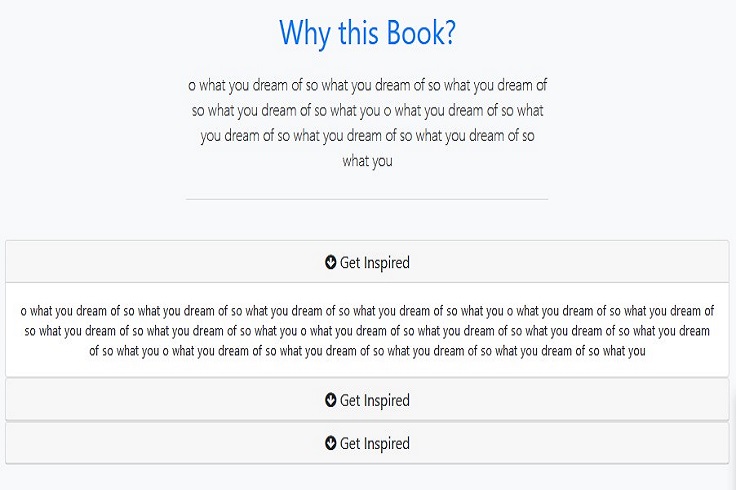 Why this Book?
o what you dream of so what you dream of so what you dream of
so what you dream of so what you o what you dream of so what
you dream of so what you dream of so what you dream of so
what you
Get Inspired
o what you dream of so what you dream of so what you dream of so what you dream of so what you o what you dream of so what you dream of
so what you dream of so what you dream of so what you o what you dream of so what you dream of so what you dream of so what you dream
of so what you o what you dream of so what you dream of so what you dream of so what you dream of so what you
Get Inspired
Get Inspired